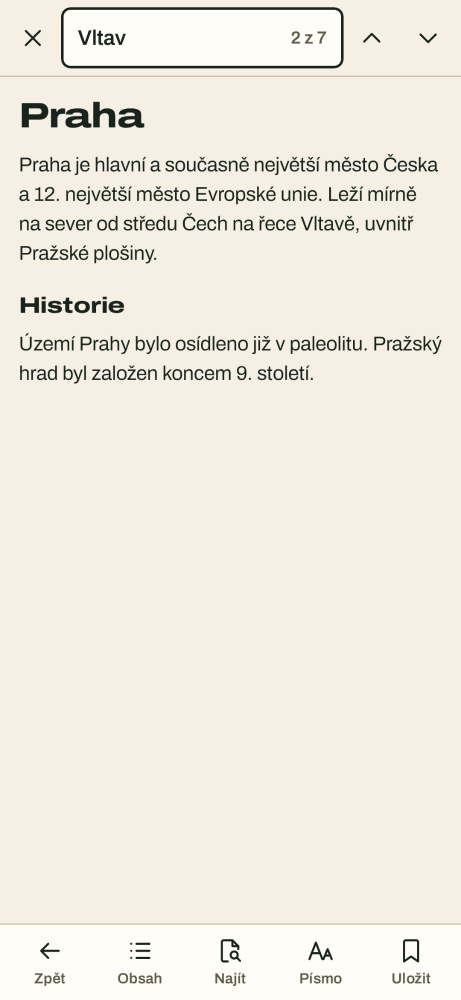 Vltav
2 z 7
Praha
Praha je hlavní a současně největší město Česka
a 12. největší město Evropské unie. Leží mírně
na sever od středu Čech na řece Vltavě, uvnitř
Pražské plošiny.
Historie
Území Prahy bylo osídleno již v paleolitu. Pražský
hrad byl založen koncem 9. století.
Zpět
Obsah
Najít
Písmo
Uložit